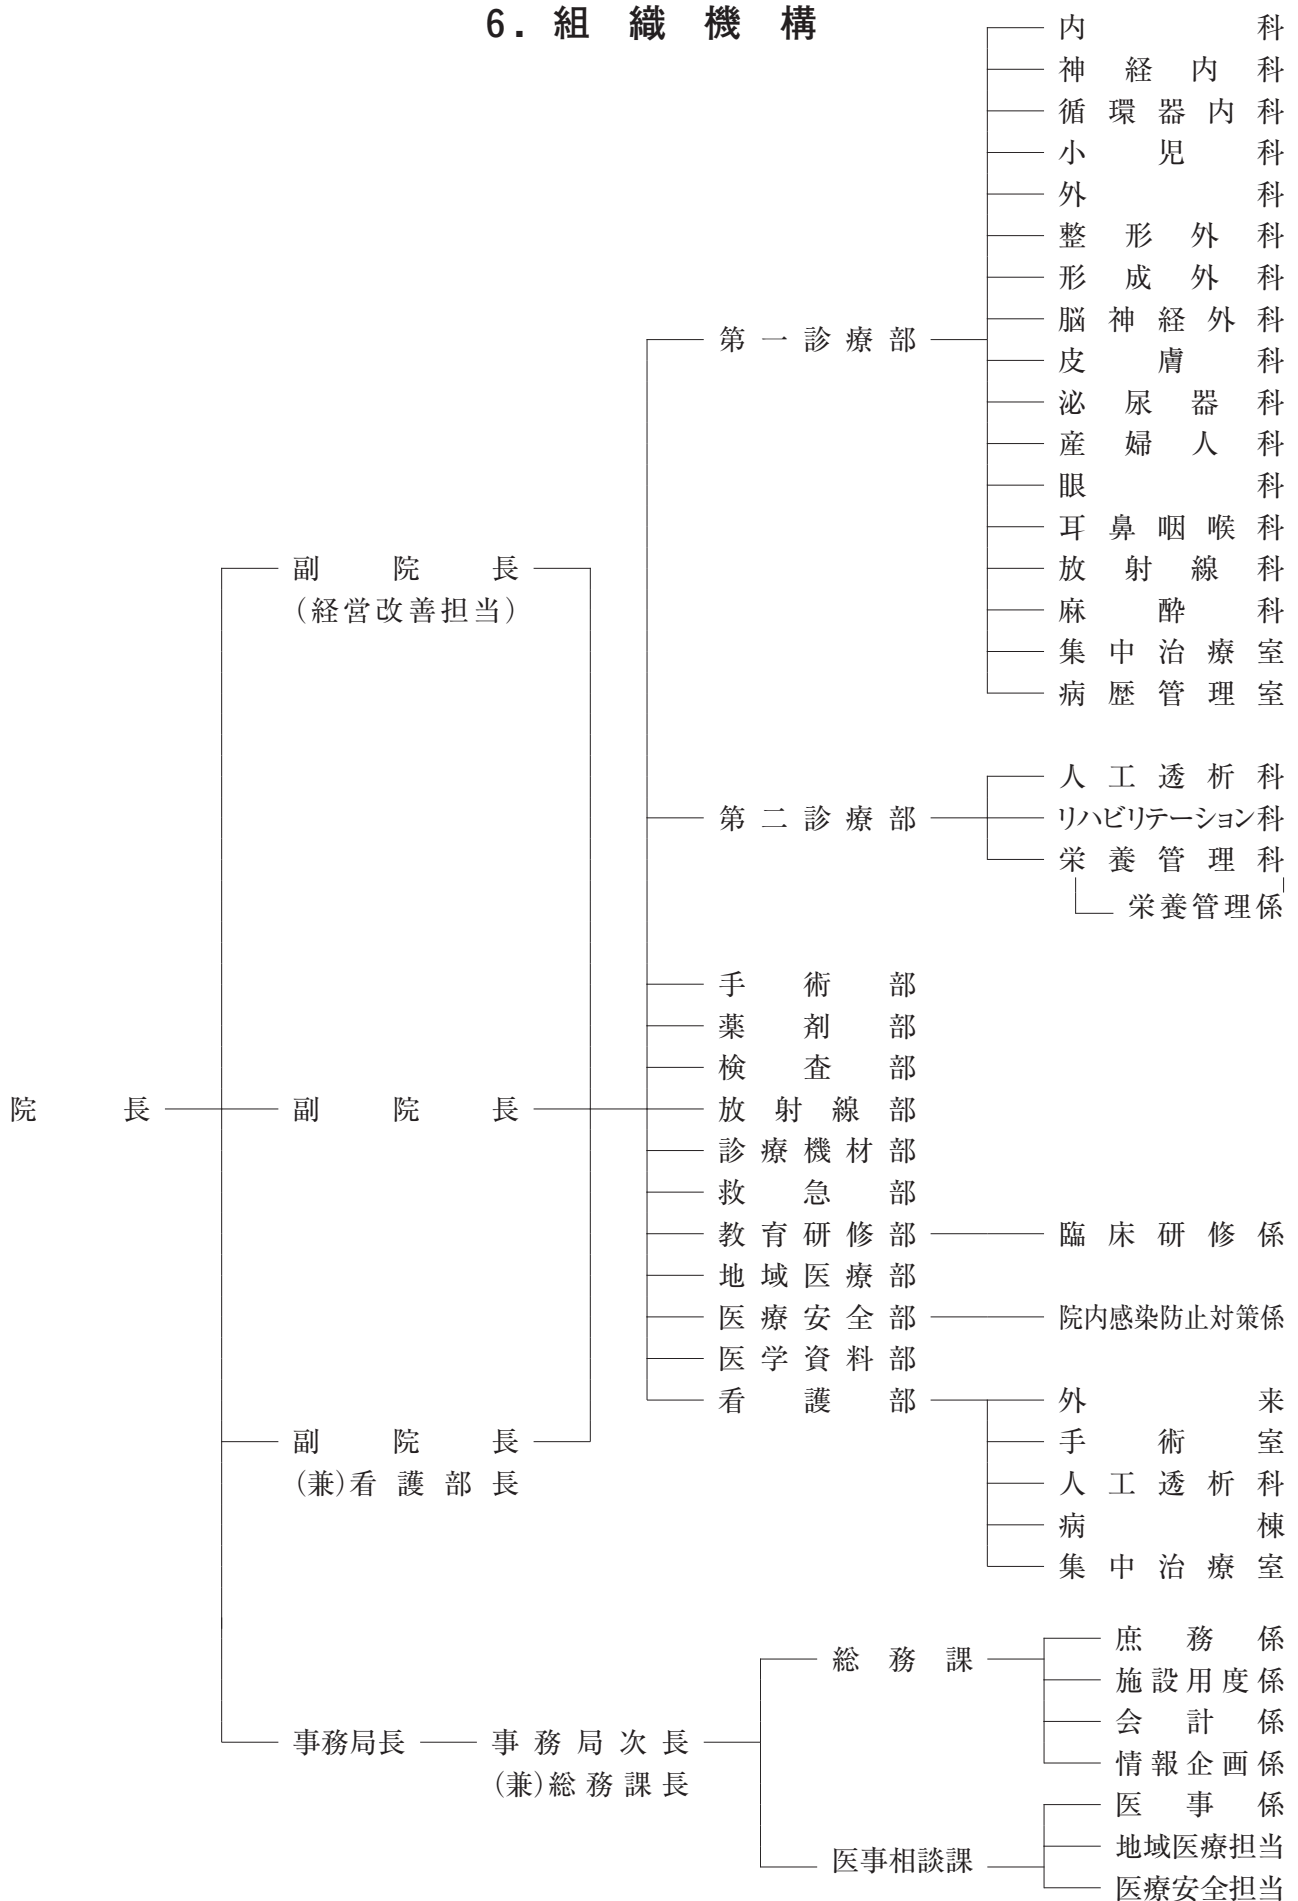 6．組織機構
内科
神経内科
循環器内科
小児科
外科
整形外科
形成外科
脳神経外科
第一診療部
皮膚科
泌尿器科
産婦人科
眼科
耳鼻咽喉科
放射線科
麻酔科
集中治療室
病歴管理室
副院長
（経営改善担当）
人工透析科
第二診療部
リハビリテーション科
栄養管理科
栄養管理係
手術部
薬剤部
検査部
院長
副院長
放射線部
診療機材部
救急部
教育研修部
臨床研修係
地域医療部
医療安全部
院内感染防止対策係
医学資料部
看護部
外来
副院長
(兼)看護部長
手術室
人工透析科
病棟
集中治療室
総務課
庶務係
施設用度係
会計係
情報企画係
事務局長
事務局次長
(兼)総務課長
医事相談課
医事係
地域医療担当
医療安全担当